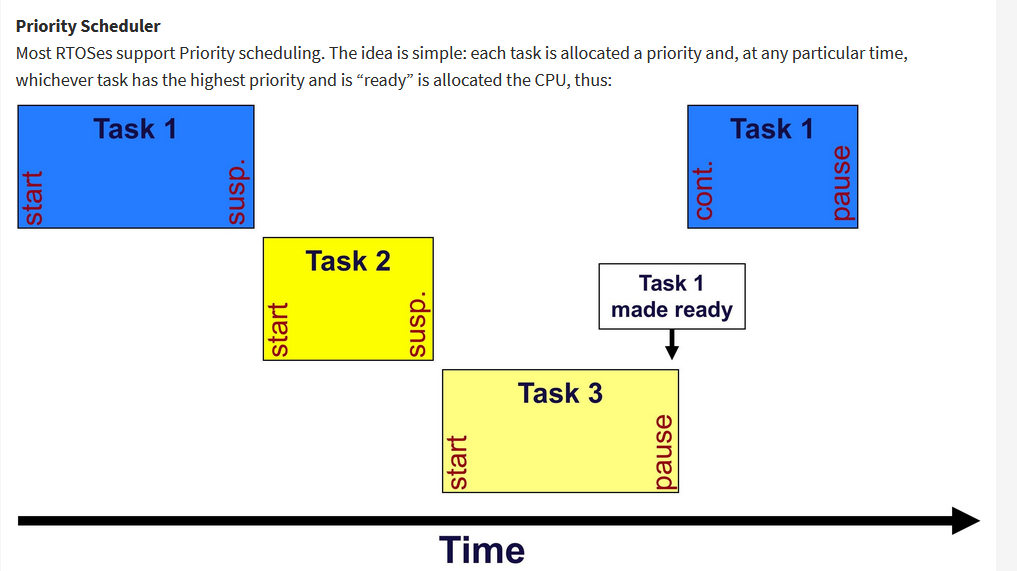 Priority Scheduler
Most RTOSes support Priority scheduling. The idea is simple: each task is allocated a priority and, at any particular time,
whichever task has the highest priority and is “ready” is allocated the CPU, thus:
Task 1
start
susp.
Task 1
cont.
pause
Task 2
start
susp.
Task 1
made ready
Task 3
start
pause
Time